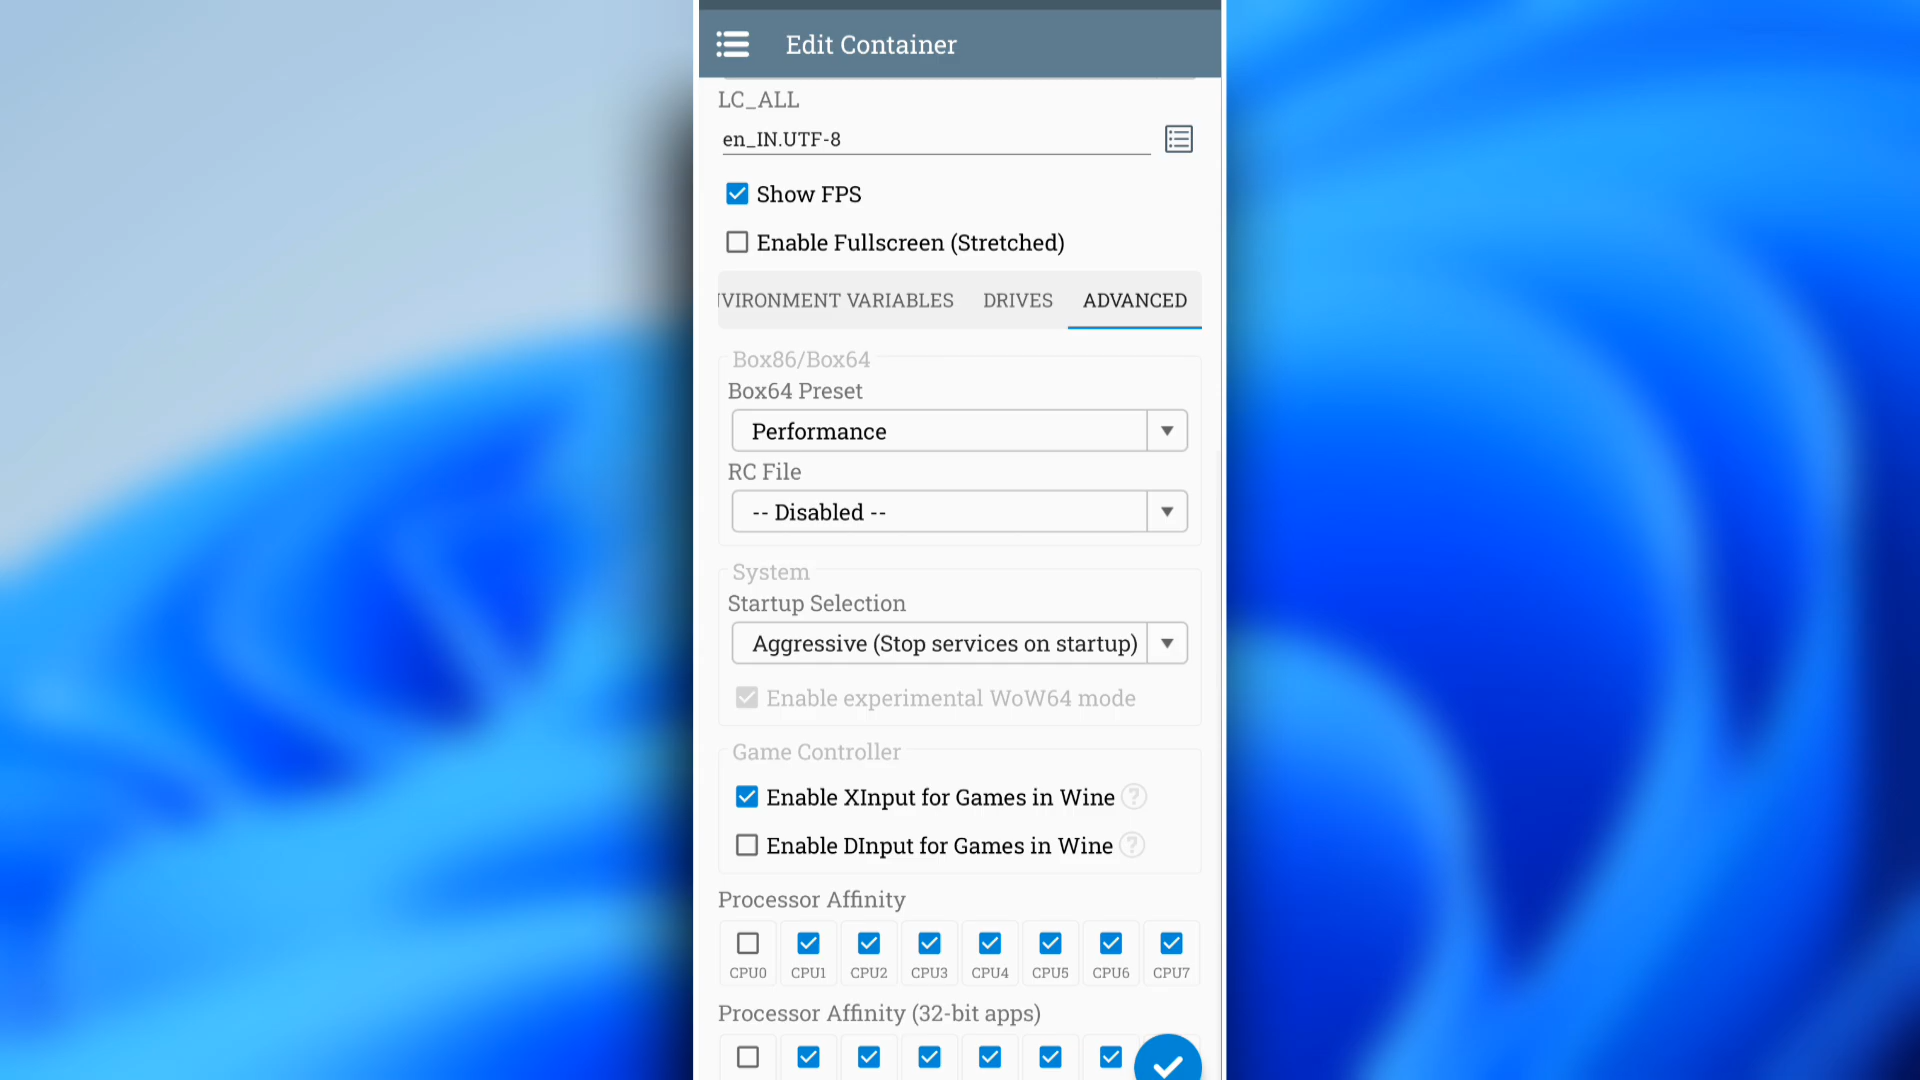 Edit Container
LC_ALL
en_IN.UTF-8
Show FPS
Enable Fullscreen (Stretched)
VIRONMENT VARIABLES DRIVES ADVANCED
Box86/Box64
Box64 Preset
Performance
RC File
-- Disabled --
System
Startup Selection
Aggressive (Stop services on startup)
Enable experimental WoW64 mode
Game Controller
Enable XInput for Games in Wine ?
Enable DInput for Games in Wine ?
Processor Affinity
CPU0 CPU1 CPU2 CPU3 CPU4 CPU5 CPU6 CPU7
Processor Affinity (32-bit apps)